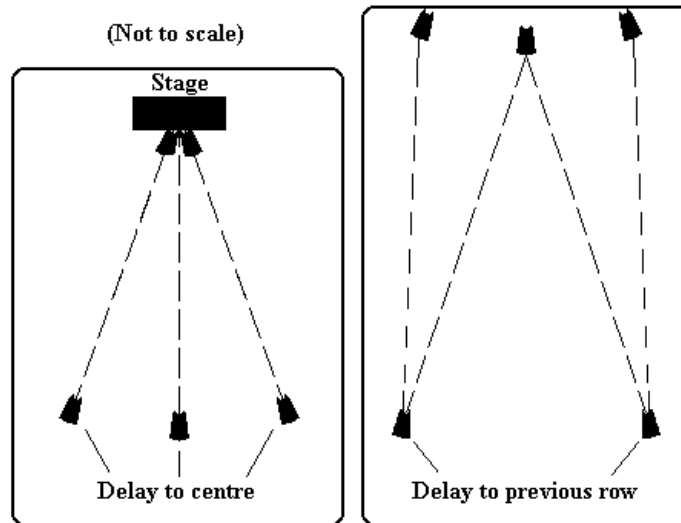 (Not to scale)
Stage
Delay to centre
Delay to previous row